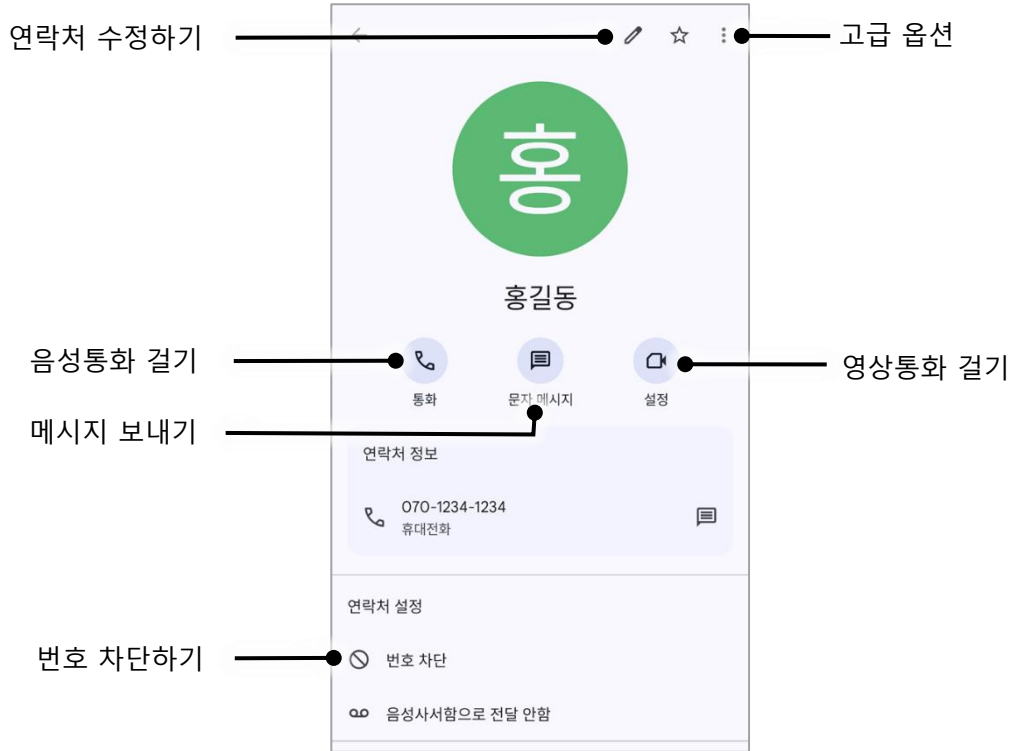 연락처 수정하기
고급 옵션
홍
홍길동
음성통화 걸기
영상통화 걸기
통화
문자 메시지
설정
메시지 보내기
연락처 정보
070-1234-1234
휴대전화
연락처 설정
번호 차단하기
번호 차단
음성사서함으로 전달 안함